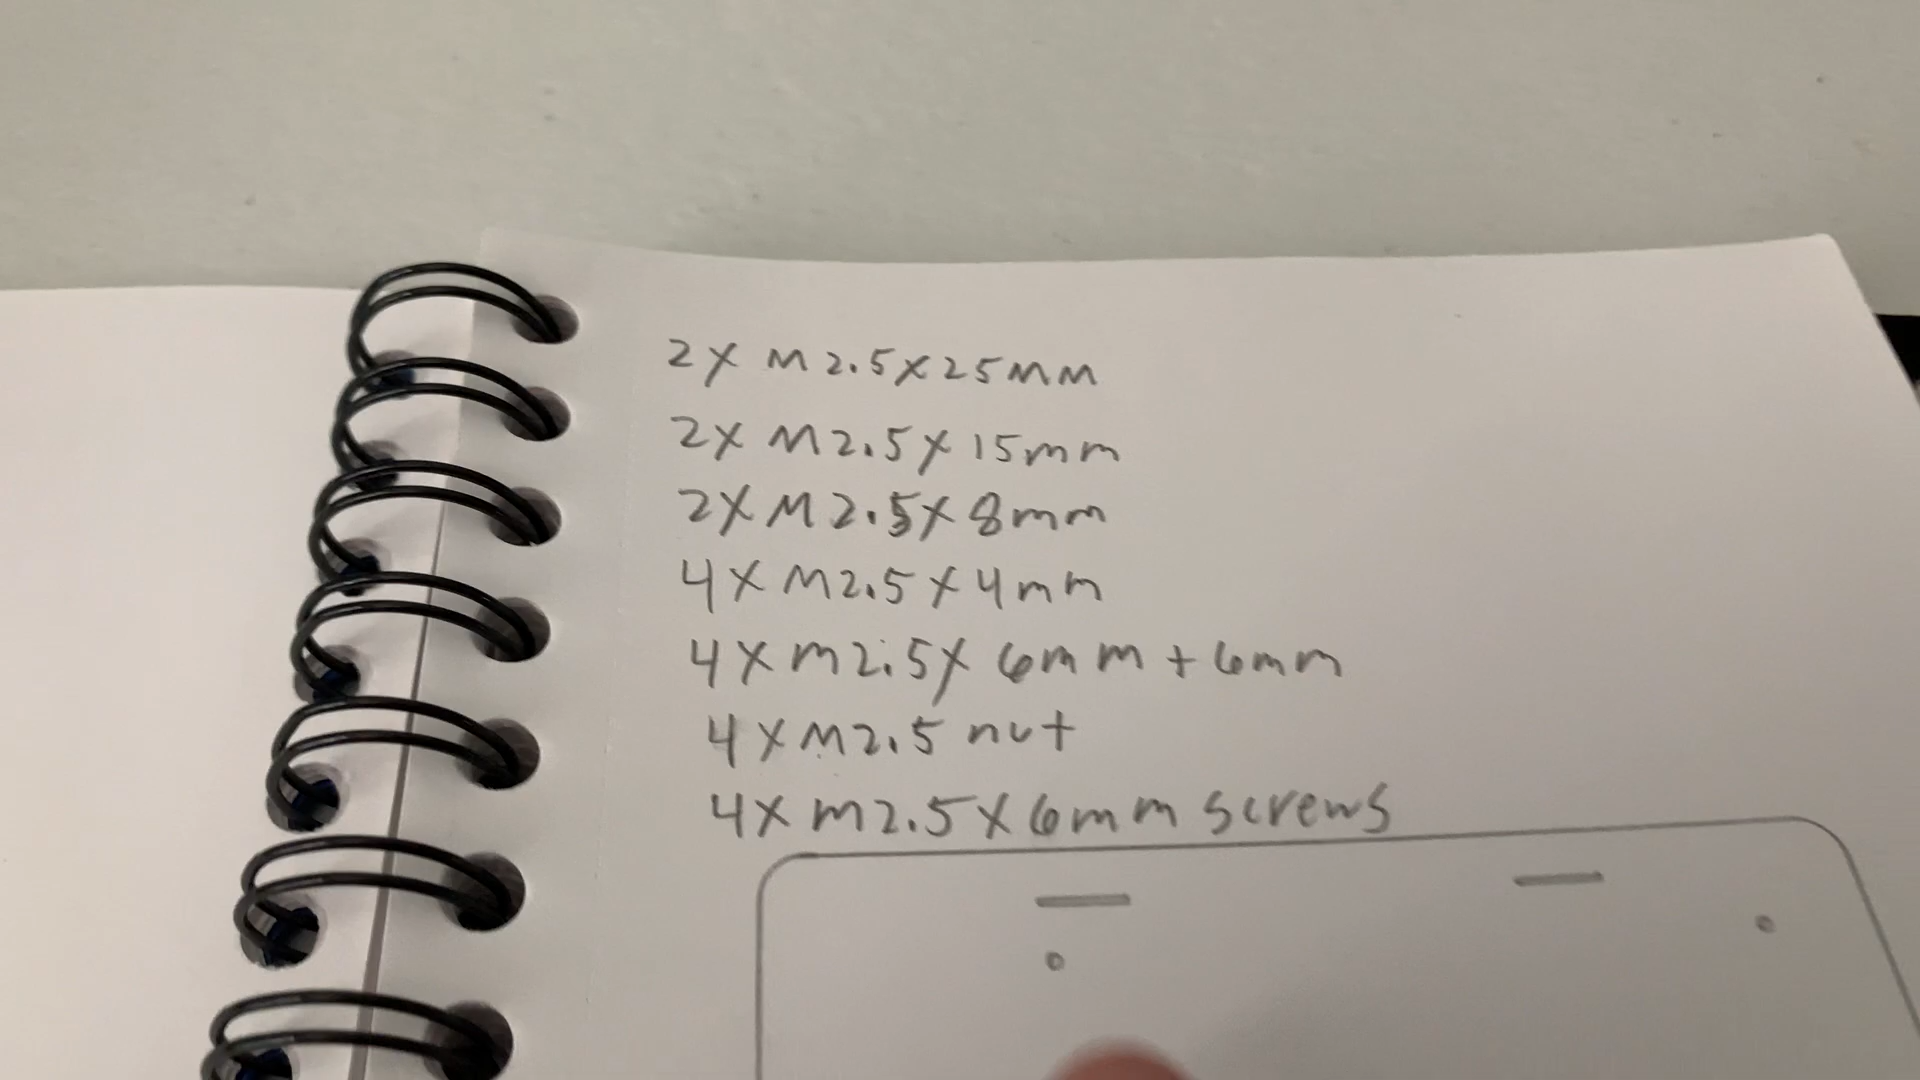 2x M2.5x25mm
2x M2.5x15mm
2x M2.5x8mm
4x M2.5x4mm
4x m2.5x 6mm + 6mm
4x M2.5 nut
4x m2.5x6mm screws